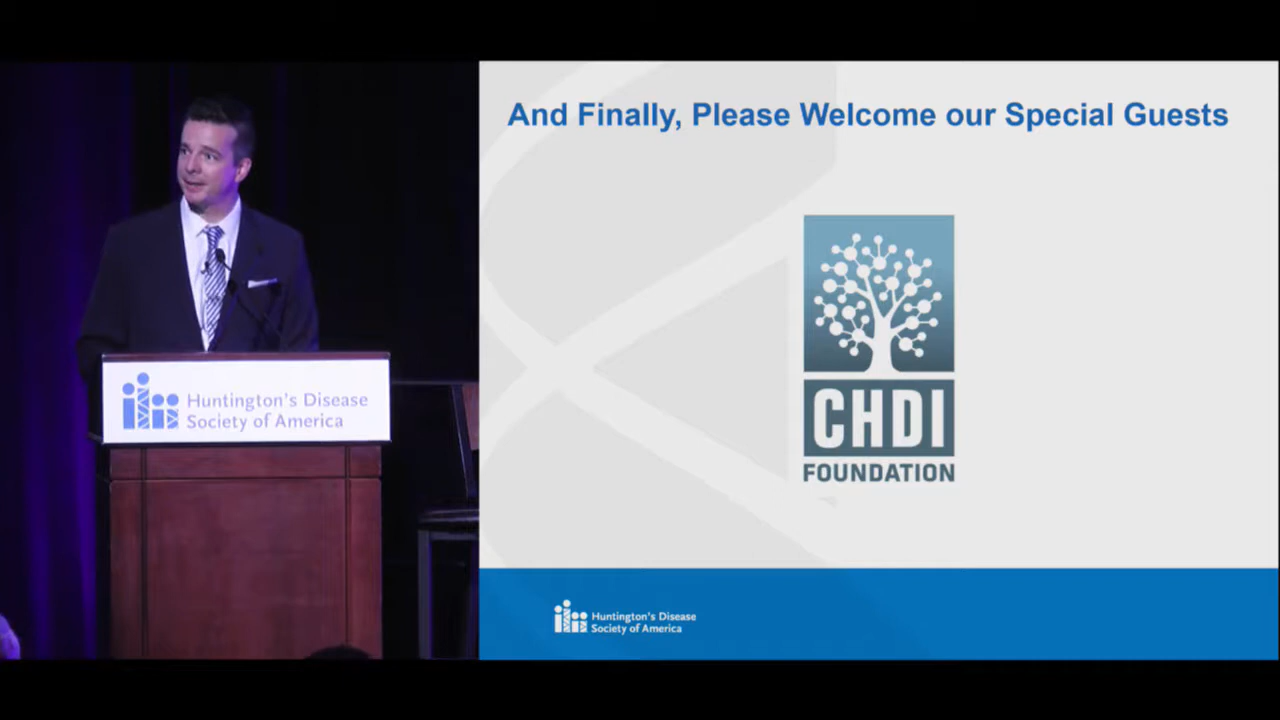 And Finally, Please Welcome our Special Guests
CHDI
FOUNDATION
Huntington's Disease
Society of America
Huntington's Disease
Society of America